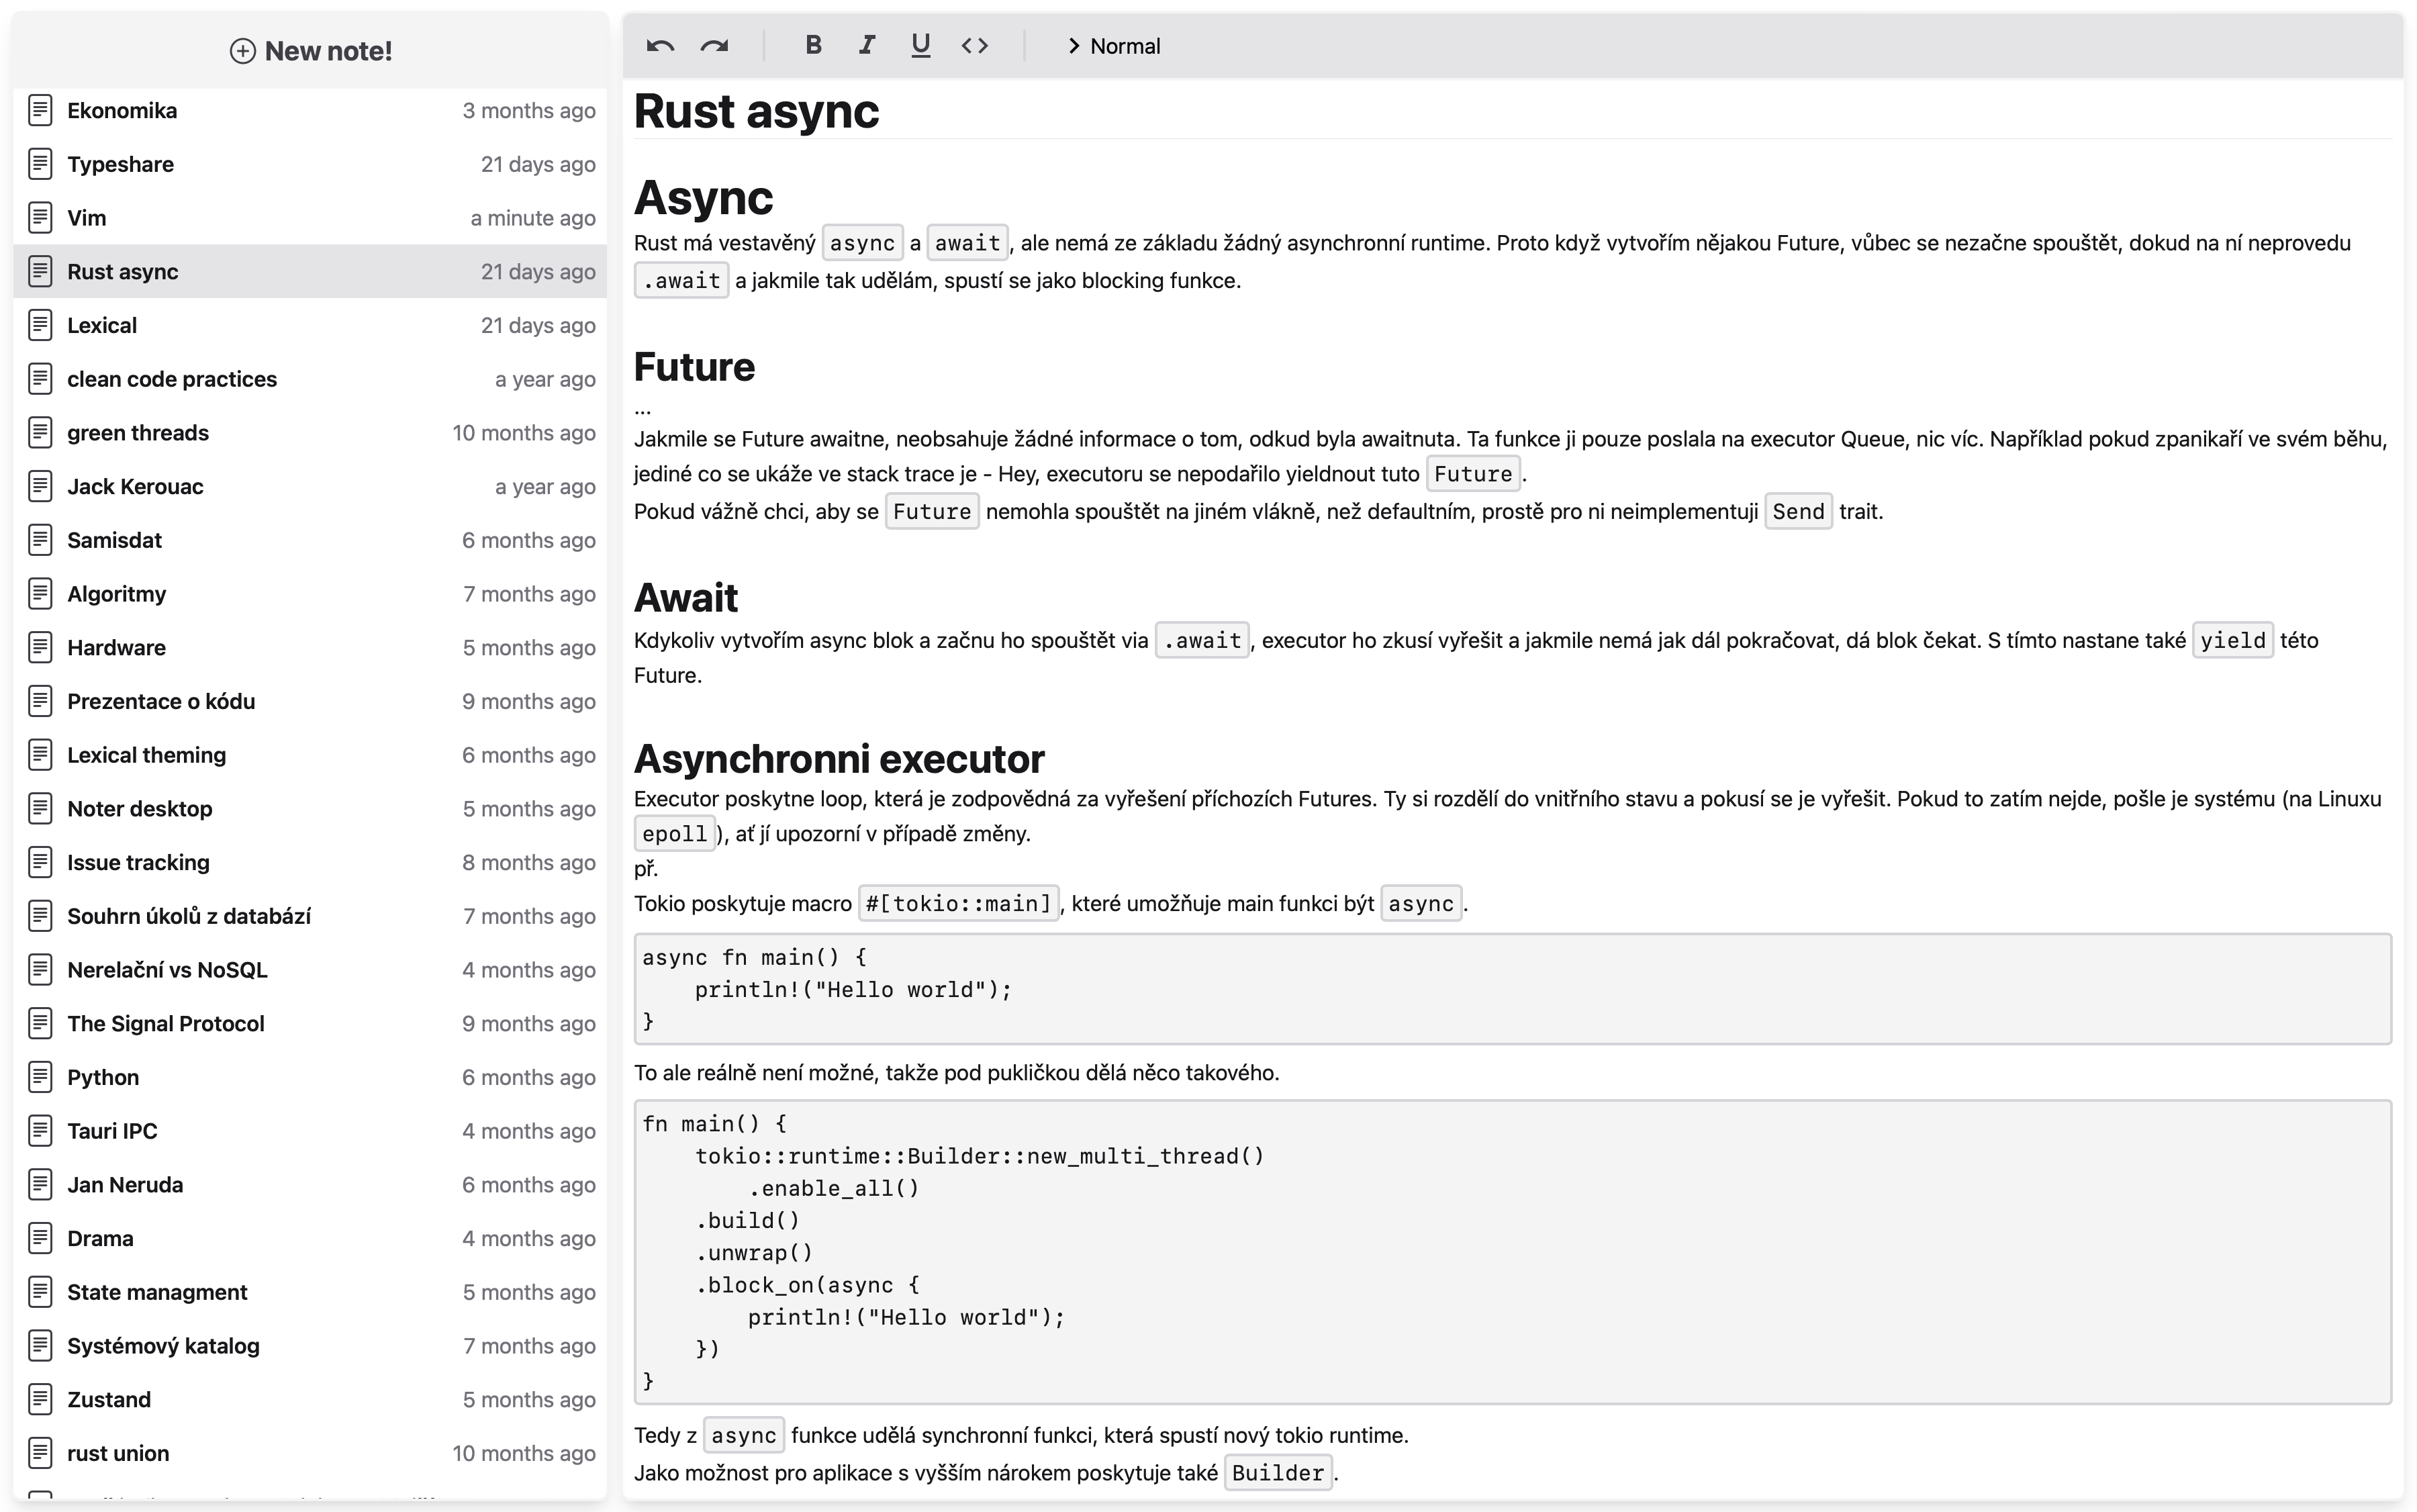 New note!
Ekonomika 3 months ago
Typeshare 21 days ago
Vim a minute ago
Rust async 21 days ago
Lexical 21 days ago
clean code practices a year ago
green threads 10 months ago
Jack Kerouac a year ago
Samisdat 6 months ago
Algoritmy 7 months ago
Hardware 5 months ago
Prezentace o kódu 9 months ago
Lexical theming 6 months ago
Noter desktop 5 months ago
Issue tracking 8 months ago
Souhrn úkolů z databází 7 months ago
Nerelační vs NoSQL 4 months ago
The Signal Protocol 9 months ago
Python 6 months ago
Tauri IPC 4 months ago
Jan Neruda 6 months ago
Drama 4 months ago
State managment 5 months ago
Systémový katalog 7 months ago
Zustand 5 months ago
rust union 10 months ago
B I U <> > Normal
Rust async
Async
Rust má vestavěný async a await, ale nemá ze základu žádný asynchronní runtime. Proto když vytvořím nějakou Future, vůbec se nezačne spouštět, dokud na ní neprovedu
.await a jakmile tak udělám, spustí se jako blocking funkce.
Future
...
Jakmile se Future awaitne, neobsahuje žádné informace o tom, odkud byla awaitnuta. Ta funkce ji pouze poslala na executor Queue, nic víc. Například pokud zpanikaří ve svém běhu,
jediné co se ukáže ve stack trace je - Hey, executoru se nepodařilo yieldnout tuto Future.
Pokud vážně chci, aby se Future nemohla spouštět na jiném vlákně, než defaultním, prostě pro ni neimplementuji Send trait.
Await
Kdykoliv vytvořím async blok a začnu ho spouštět via .await, executor ho zkusí vyřešit a jakmile nemá jak dál pokračovat, dá blok čekat. S tímto nastane také yield této
Future.
Asynchronni executor
Executor poskytne loop, která je zodpovědná za vyřešení příchozích Futures. Ty si rozdělí do vnitřního stavu a pokusí se je vyřešit. Pokud to zatím nejde, pošle je systému (na Linuxu
epoll), ať jí upozorní v případě změny.
př.
Tokio poskytuje macro #[tokio::main], které umožňuje main funkci být async.
async fn main() {
    println!("Hello world");
}
To ale reálně není možné, takže pod pukličkou dělá něco takového.
fn main() {
    tokio::runtime::Builder::new_multi_thread()
        .enable_all()
    .build()
    .unwrap()
    .block_on(async {
        println!("Hello world");
    })
}
Tedy z async funkce udělá synchronní funkci, která spustí nový tokio runtime.
Jako možnost pro aplikace s vyšším nárokem poskytuje také Builder.